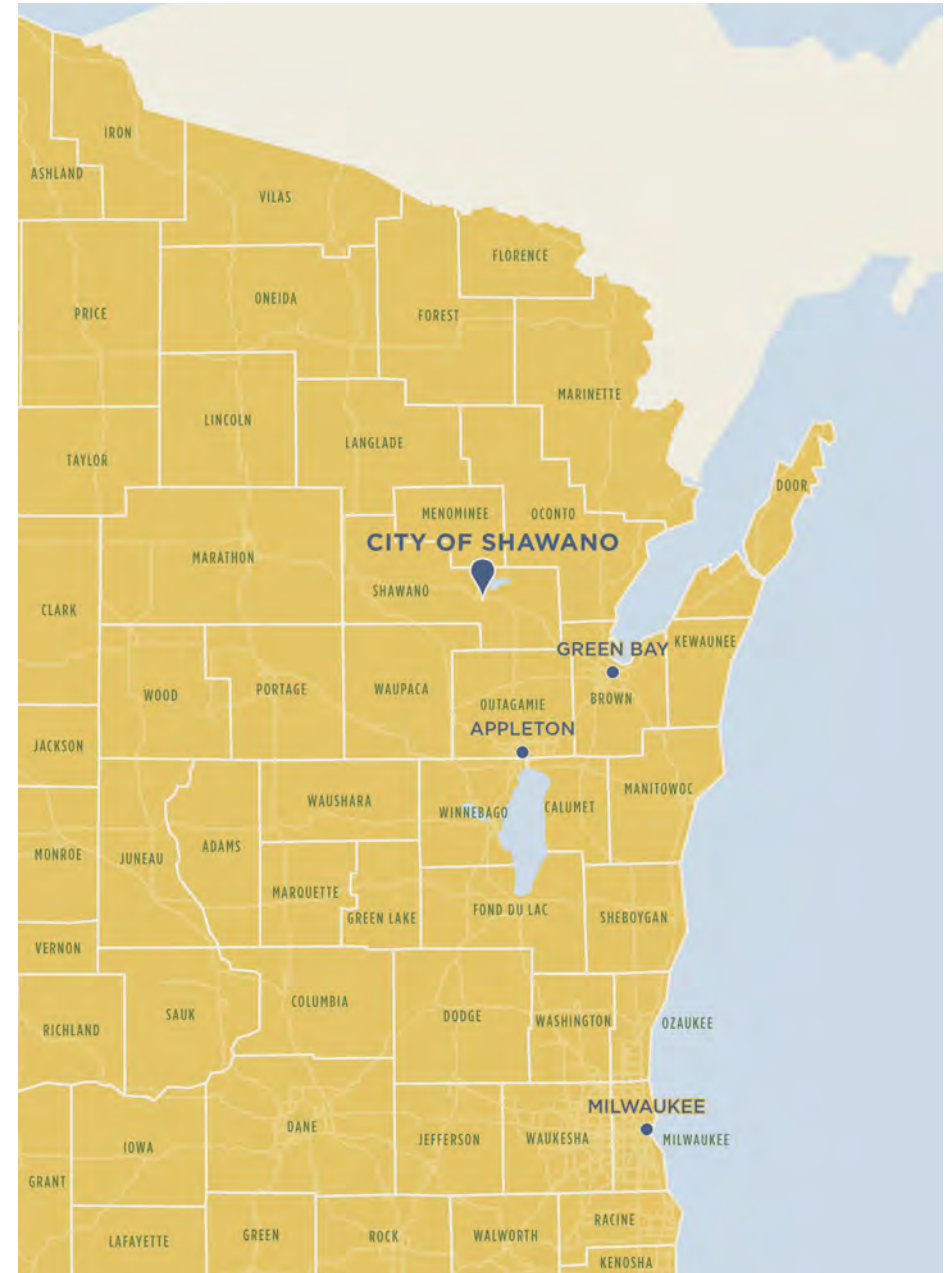 IRON
ASHLAND
VILAS
FLORENCE
ONEIDA
PRICE
FOREST
MARINETTE
LINCOLN
LANGLADE
TAYLOR
DOOR
MENOMINEE
OCONTO
CITY OF SHAWANO
MARATHON
SHAWANO
CLARK
KEWAUNEE
GREEN BAY
WOOD
PORTAGE
WAUPACA
BROWN
OUTAGAMIE
APPLETON
JACKSON
MANITOWOC
WAUSHARA
CALUMET
WINNEBAGO
ADAMS
MONROE
JUNEAU
MARQUETTE
FOND DU LAC
GREEN LAKE
SHEBOYGAN
VERNON
COLUMBIA
SAUK
DODGE
WASHINGTON
OZAUKEE
RICHLAND
MILWAUKEE
DANE
JEFFERSON
WAUKESHA
MILWAUKEE
IOWA
GRANT
RACINE
GREEN
ROCK
WALWORTH
LAFAYETTE
KENOSHA